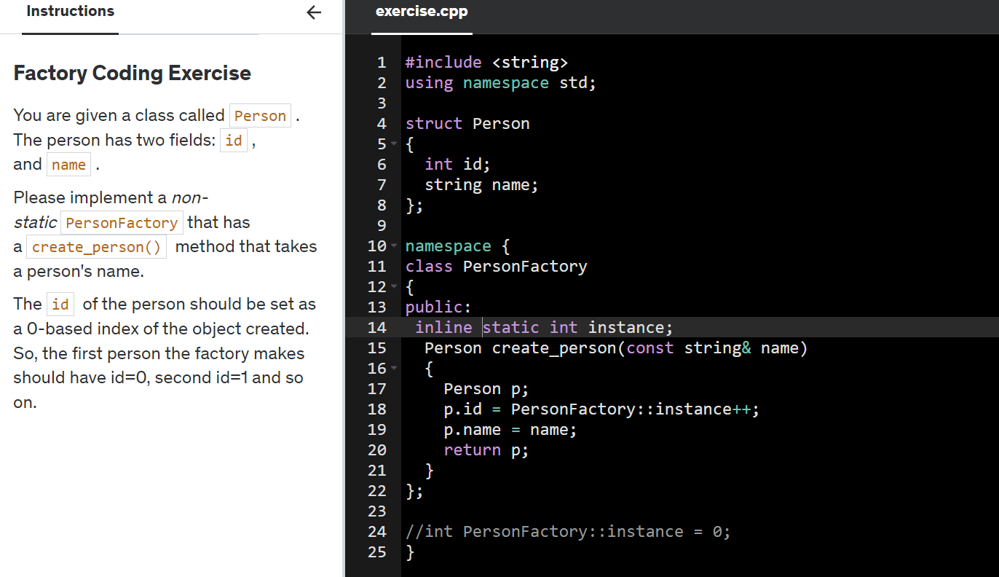 Instructions
Factory Coding Exercise
You are given a class called Person .
The person has two fields: id ,
and name .
Please implement a non-
static PersonFactory that has
a create_person() method that takes
a person's name.
The id of the person should be set as
a 0-based index of the object created.
So, the first person the factory makes
should have id=0, second id=1 and so
on.
exercise.cpp
1 #include <string>
2 using namespace std;
3
4 struct Person
5 {
6   int id;
7   string name;
8 };
9
10 namespace {
11 class PersonFactory
12 {
13 public:
14  inline static int instance;
15   Person create_person(const string& name)
16   {
17     Person p;
18     p.id = PersonFactory::instance++;
19     p.name = name;
20     return p;
21   }
22 };
23
24 //int PersonFactory::instance = 0;
25 }